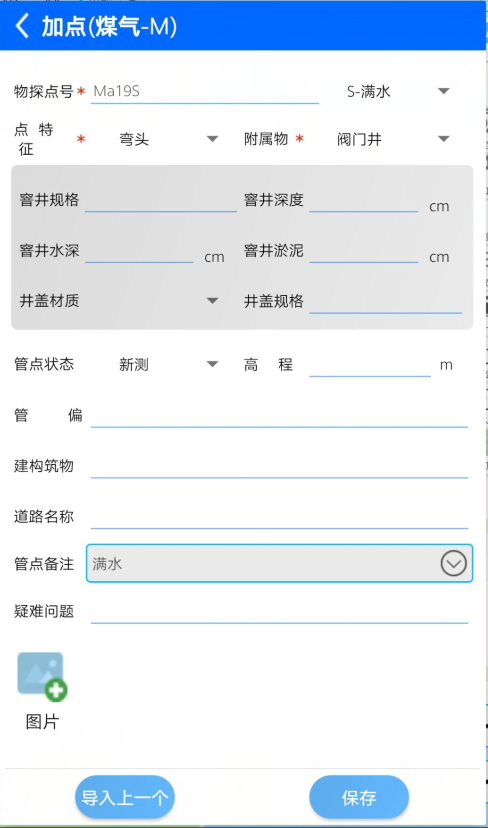 加点(煤气-M)
物探点号* Ma19S S-满水
点 特征 * 弯头 附属物 * 阀门井
窨井规格 窨井深度 cm
窨井水深 cm 窨井淤泥 cm
井盖材质 井盖规格
管点状态 新测 高 程 m
管 偏
建构筑物
道路名称
管点备注 满水
疑难问题
图片
导入上一个 保存